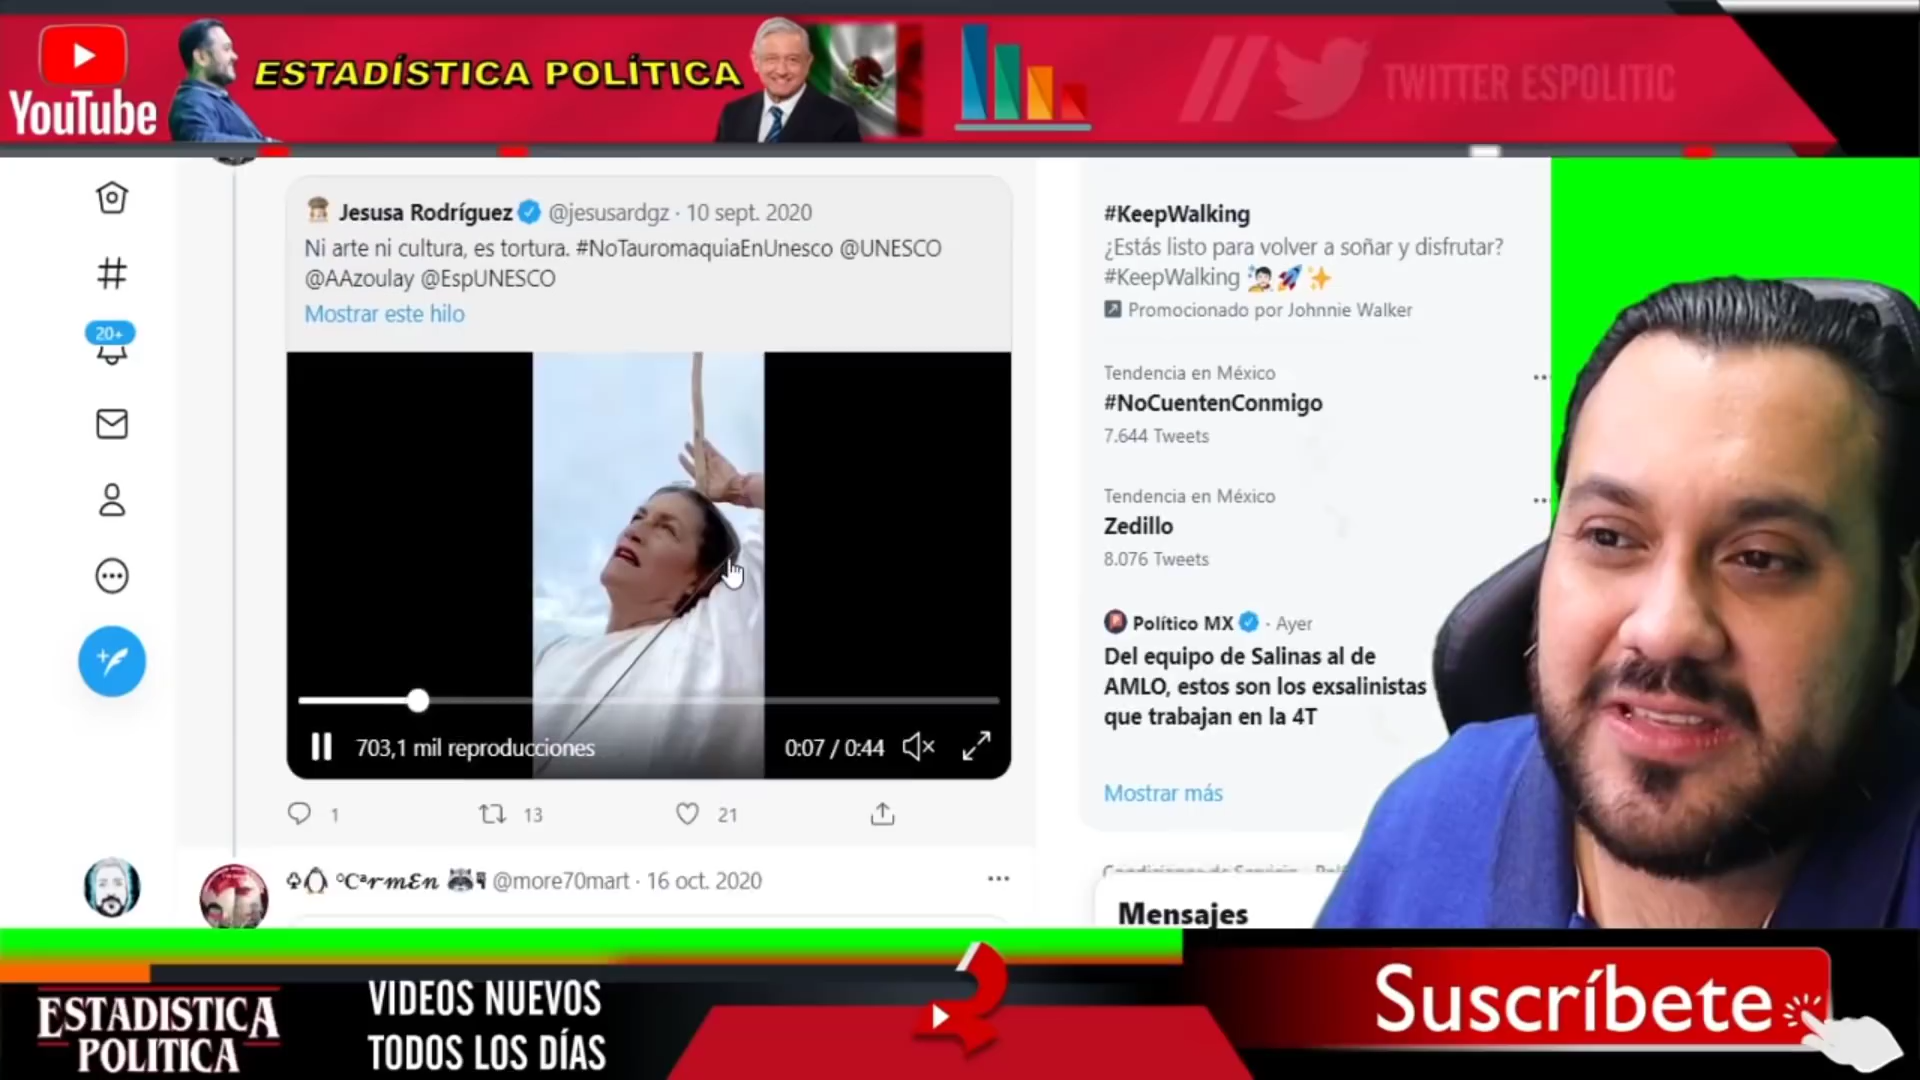 YouTube
ESTADÍSTICA POLÍTICA
TWITTER ESPOLITIC
20+
Jesusa Rodríguez @jesusardgz · 10 sept. 2020
Ni arte ni cultura, es tortura. #NoTauromaquiaEnUnesco @UNESCO
@AAzoulay @EspUNESCO
Mostrar este hilo
703,1 mil reproducciones
0:07 / 0:44
1
13
21
°CᵃrmEn @more70mart · 16 oct. 2020
#KeepWalking
¿Estás listo para volver a soñar y disfrutar?
#KeepWalking
Promocionado por Johnnie Walker
Tendencia en México
#NoCuentenConmigo
7.644 Tweets
Tendencia en México
Zedillo
8.076 Tweets
Político MX · Ayer
Del equipo de Salinas al de
AMLO, estos son los exsalinistas
que trabajan en la 4T
Mostrar más
Mensajes
ESTADISTICA
POLITICA
VIDEOS NUEVOS
TODOS LOS DÍAS
Suscríbete